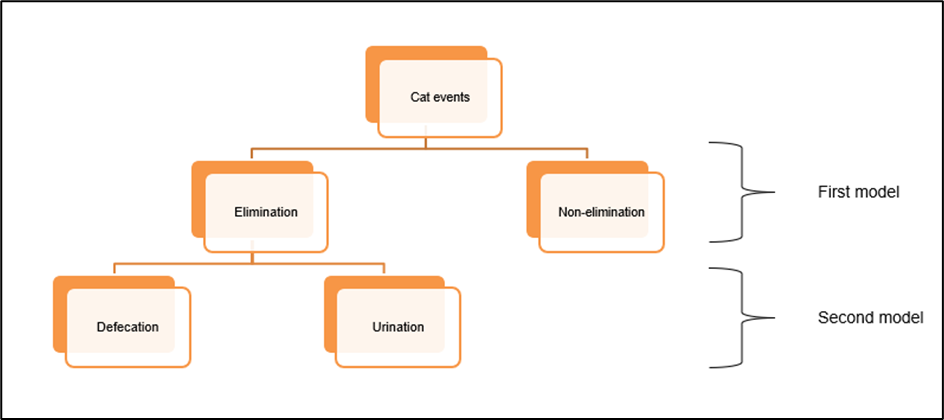 Cat events
Elimination
Non-elimination
First model
Defecation
Urination
Second model